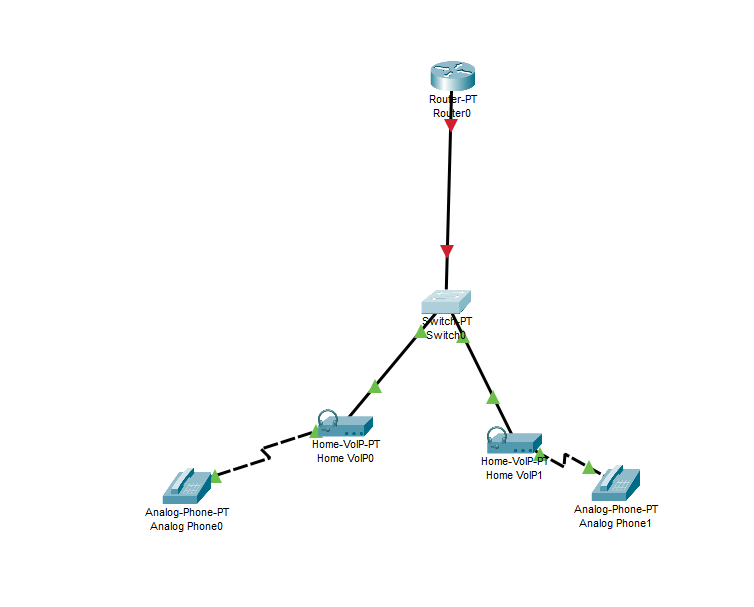 Router-PT
Router0
Switch-PT
Switch0
Home-VoIP-PT
Home VoIP0
Home-VoIP-PT
Home VoIP1
Analog-Phone-PT
Analog Phone0
Analog-Phone-PT
Analog Phone1